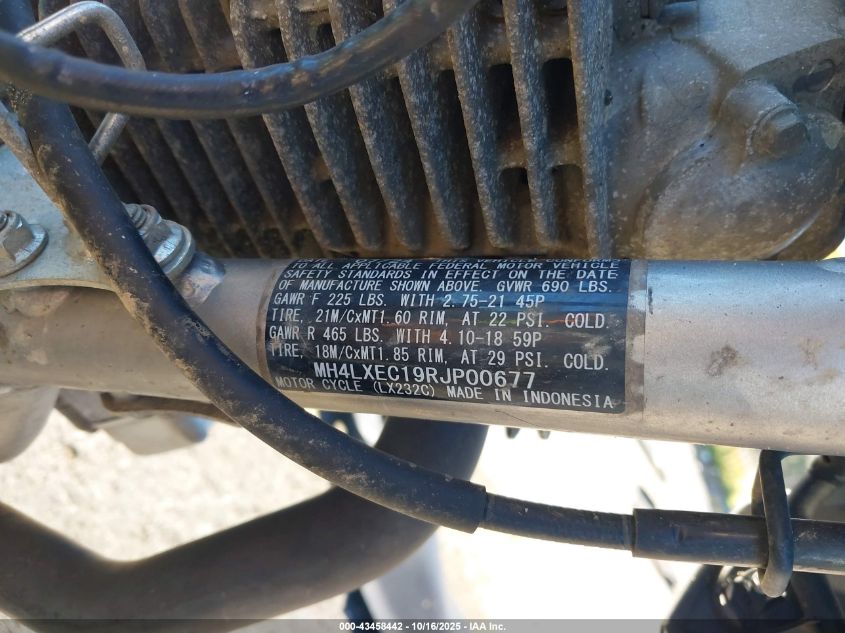 TO ALL APPLICABLE FEDERAL MOTOR VEHICLE
SAFETY STANDARDS IN EFFECT ON THE DATE
OF MANUFACTURE SHOWN ABOVE. GVWR 690 LBS.
GAWR F 225 LBS. WITH 2.75-21 45P
TIRE, 21M/CxMT1.60 RIM, AT 22 PSI. COLD.
GAWR R 465 LBS. WITH 4.10-18 59P
TIRE, 18M/CxMT1.85 RIM, AT 29 PSI. COLD.
MH4LXEC19RJP00677
MOTOR CYCLE (LX232C) MADE IN INDONESIA
000-43458442 - 10/16/2025 - IAA Inc.